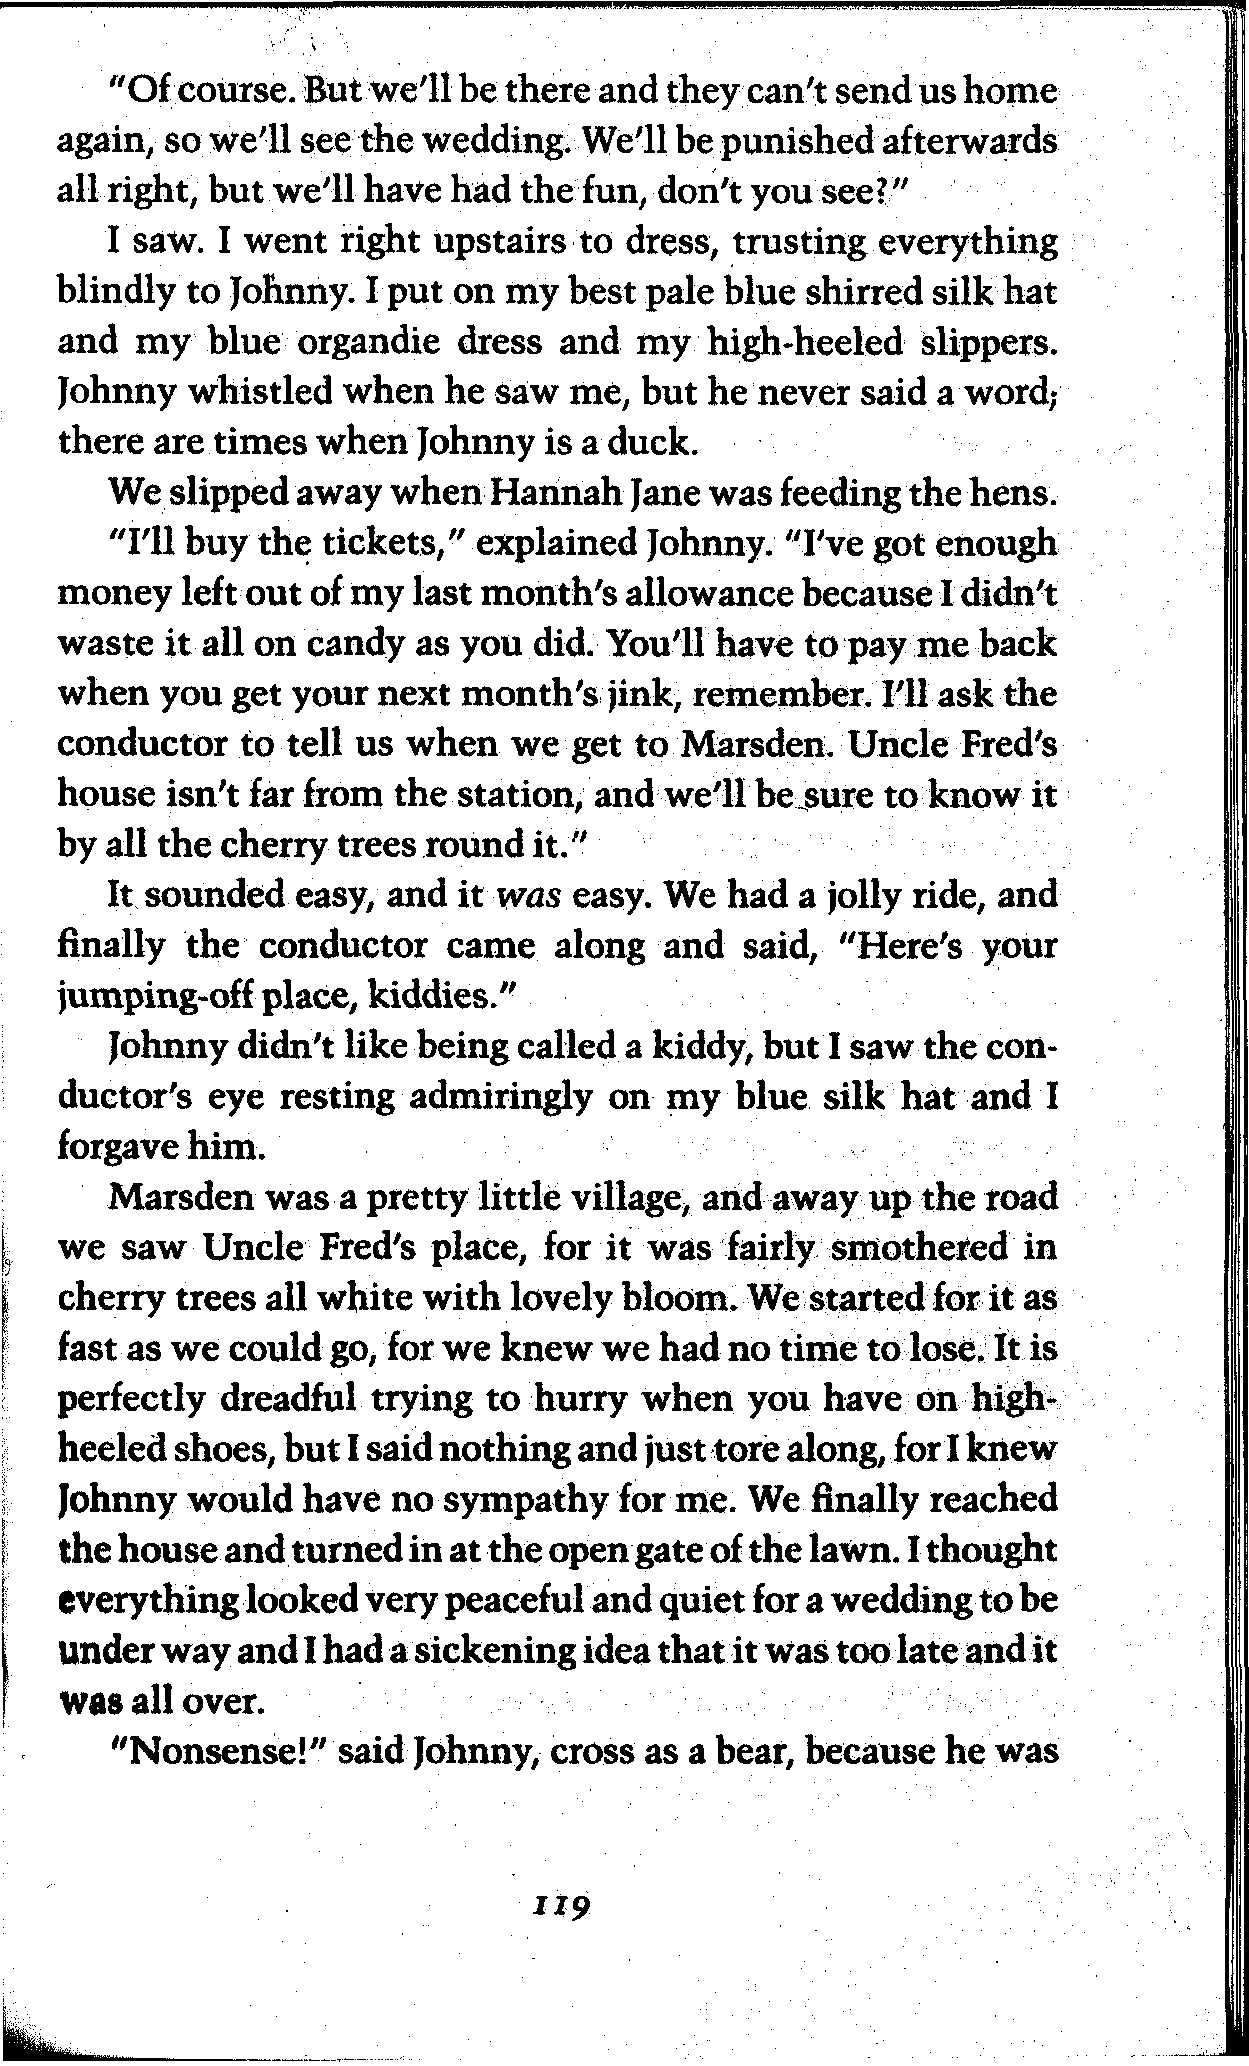 "Of course. But we'll be there and they can't send us home
again, so we'll see the wedding. We'll be punished afterwards
all right, but we'll have had the fun, don't you see?"
I saw. I went right upstairs to dress, trusting everything
blindly to Johnny. I put on my best pale blue shirred silk hat
and my blue organdie dress and my high-heeled slippers.
Johnny whistled when he saw me, but he never said a word;
there are times when Johnny is a duck.
We slipped away when Hannah Jane was feeding the hens.
"I'll buy the tickets," explained Johnny. "I've got enough
money left out of my last month's allowance because I didn't
waste it all on candy as you did. You'll have to pay me back
when you get your next month's jink, remember. I'll ask the
conductor to tell us when we get to Marsden. Uncle Fred's
house isn't far from the station, and we'll be sure to know it
by all the cherry trees round it."
It sounded easy, and it was easy. We had a jolly ride, and
finally the conductor came along and said, "Here's your
jumping-off place, kiddies."
Johnny didn't like being called a kiddy, but I saw the con-
ductor's eye resting admiringly on my blue silk hat and I
forgave him.
Marsden was a pretty little village, and away up the road
we saw Uncle Fred's place, for it was fairly smothered in
cherry trees all white with lovely bloom. We started for it as
fast as we could go, for we knew we had no time to lose. It is
perfectly dreadful trying to hurry when you have on high-
heeled shoes, but I said nothing and just tore along, for I knew
Johnny would have no sympathy for me. We finally reached
the house and turned in at the open gate of the lawn. I thought
everything looked very peaceful and quiet for a wedding to be
under way and I had a sickening idea that it was too late and it
was all over.
"Nonsense!" said Johnny, cross as a bear, because he was
119